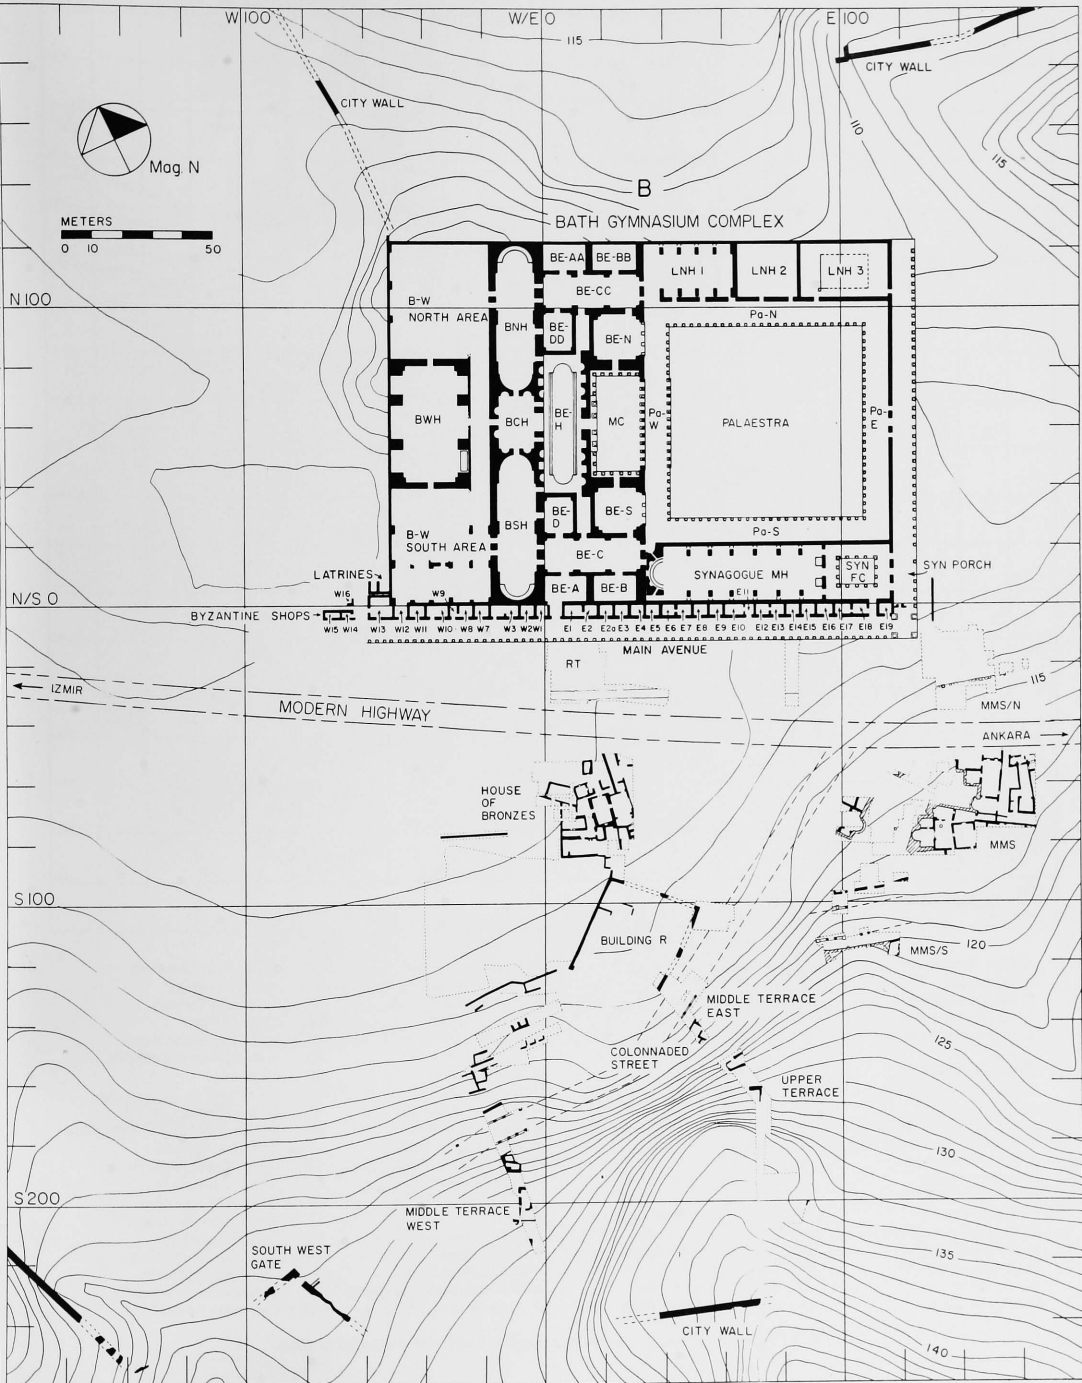 W 100
W/E 0
E 100
115
CITY WALL
CITY WALL
110
115
Mag. N
B
BATH GYMNASIUM COMPLEX
METERS
0 10 50
BE-AA
BE-BB
LNH 1
LNH 2
LNH 3
BE-CC
N 100
B-W
NORTH AREA
BNH
BE-
DD
BE-N
Pa-N
BWH
BCH
BE-
H
MC
Pa-
W
PALAESTRA
Pa-
E
BSH
BE-
D
BE-S
Pa-S
B-W
SOUTH AREA
BE-C
LATRINES
SYNAGOGUE MH
SYN
FC
SYN PORCH
BE-A
BE-B
E11
N/S 0
W16
W9
BYZANTINE SHOPS
W15 W14 W13 W12 W11 W10 W8 W7 W3 W2 W1 E1 E2 E2a E3 E4 E5 E6 E7 E8 E9 E10 E12 E13 E14 E15 E16 E17 E18 E19
MAIN AVENUE
RT
IZMIR
115
MMS/N
MODERN HIGHWAY
ANKARA
HOUSE
OF
BRONZES
MMS
S 100
BUILDING R
120
MMS/S
MIDDLE TERRACE
EAST
125
COLONNADED
STREET
UPPER
TERRACE
130
S 200
MIDDLE TERRACE
WEST
135
SOUTH WEST
GATE
CITY WALL
140